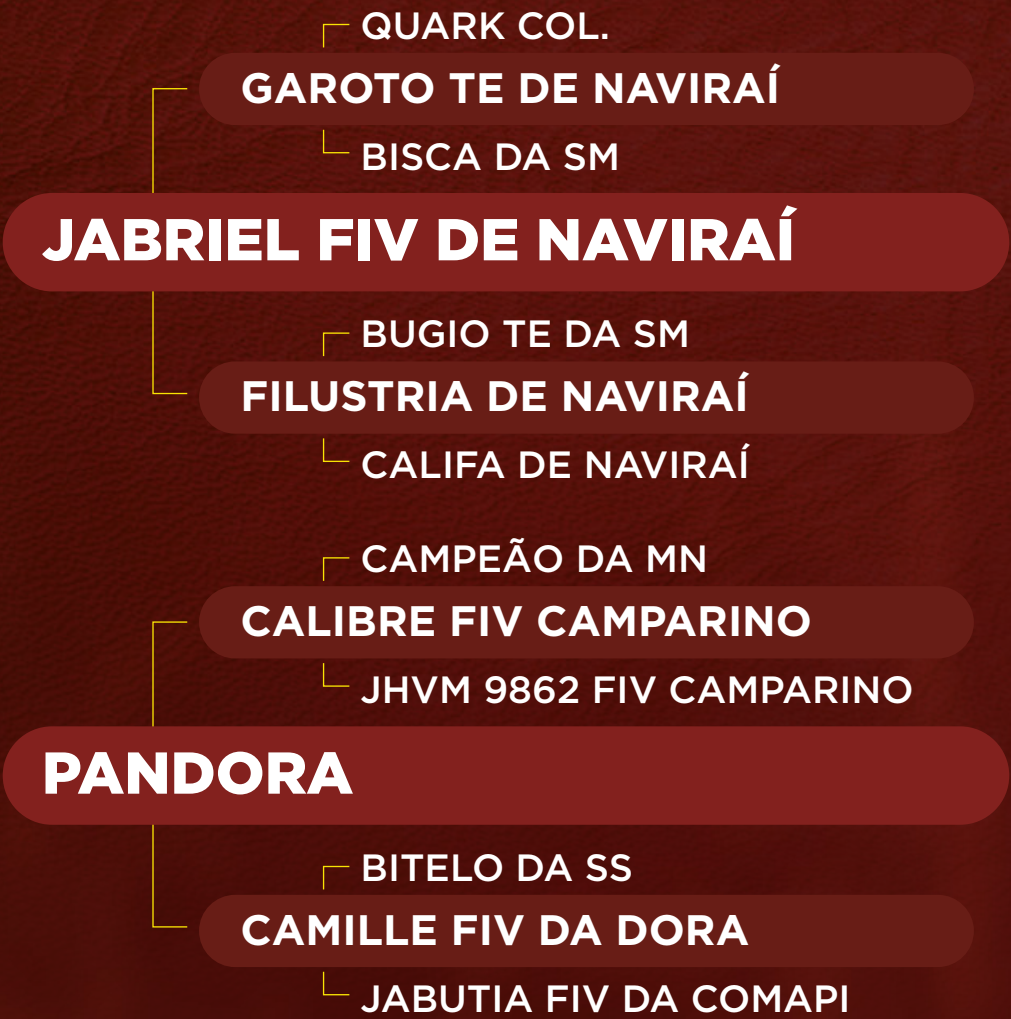 QUARK COL.
GAROTO TE DE NAVIRAÍ
BISCA DA SM
JABRIEL FIV DE NAVIRAÍ
BUGIO TE DA SM
FILUSTRIA DE NAVIRAÍ
CALIFA DE NAVIRAÍ
CAMPEÃO DA MN
CALIBRE FIV CAMPARINO
JHVM 9862 FIV CAMPARINO
PANDORA
BITELO DA SS
CAMILLE FIV DA DORA
JABUTIA FIV DA COMAPI